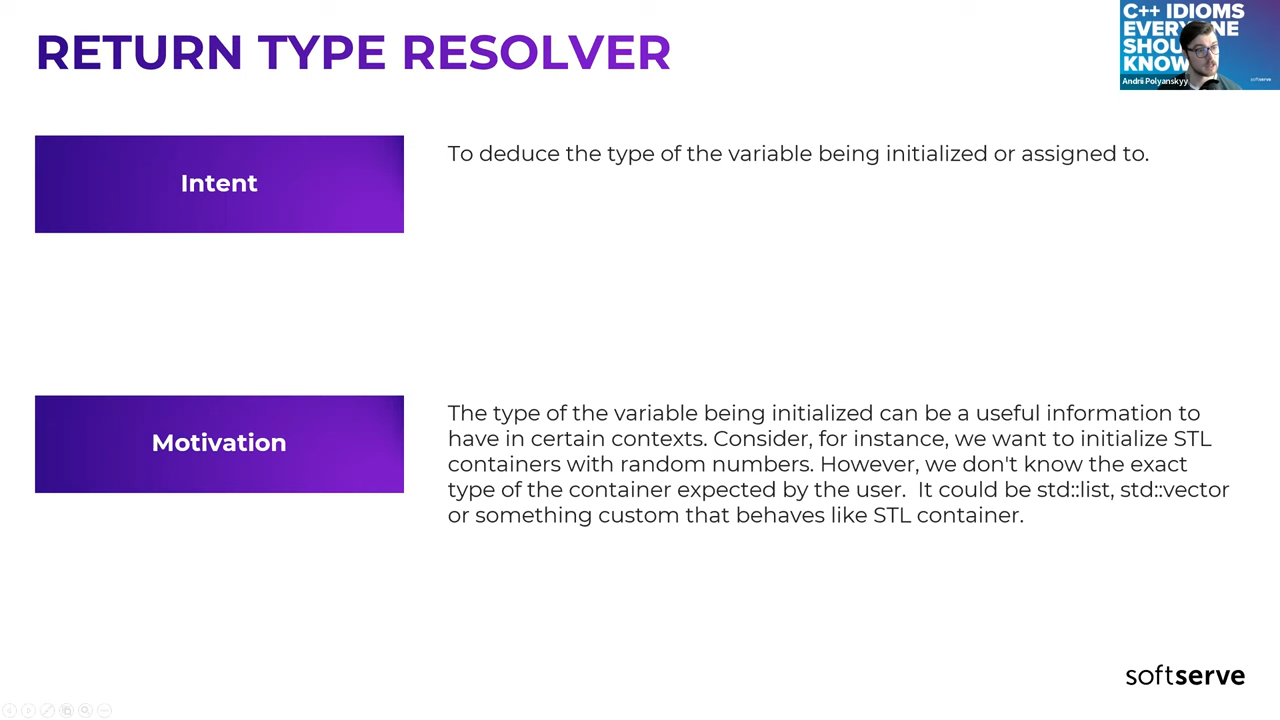 RETURN TYPE RESOLVER
C++ IDIOMS
EVERYONE
SHOU
KNOW
Andrii Polyanskyy
softserve
Intent
To deduce the type of the variable being initialized or assigned to.
Motivation
The type of the variable being initialized can be a useful information to
have in certain contexts. Consider, for instance, we want to initialize STL
containers with random numbers. However, we don't know the exact
type of the container expected by the user.  It could be std::list, std::vector
or something custom that behaves like STL container.
softserve